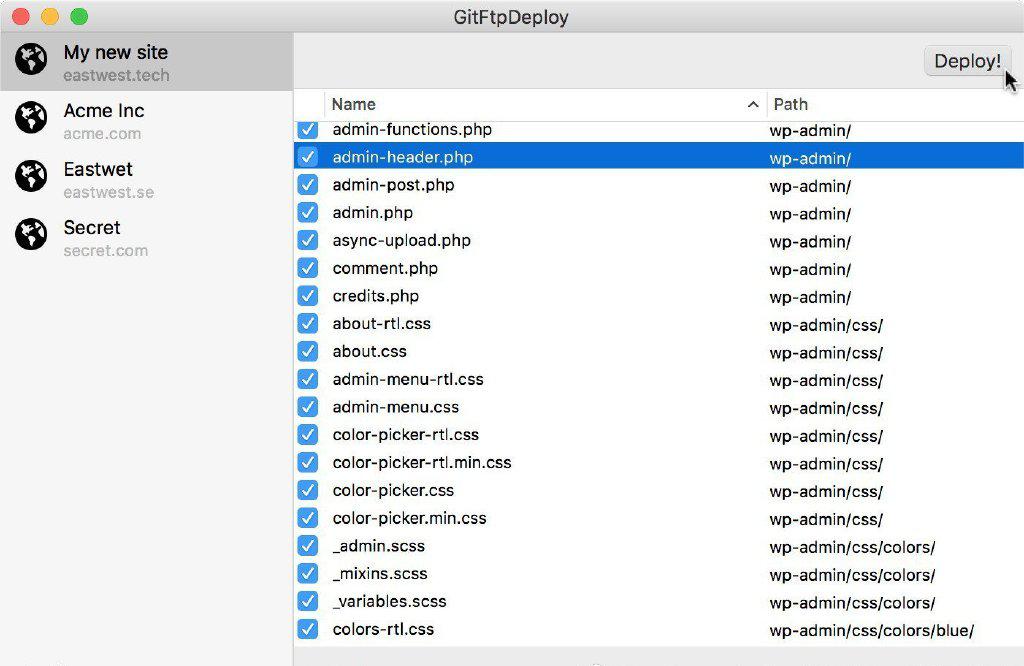 GitFtpDeploy
My new site
eastwest.tech
Acme Inc
acme.com
Eastwet
eastwest.se
Secret
secret.com
Deploy!
Name Path
admin-functions.php wp-admin/
admin-header.php wp-admin/
admin-post.php wp-admin/
admin.php wp-admin/
async-upload.php wp-admin/
comment.php wp-admin/
credits.php wp-admin/
about-rtl.css wp-admin/css/
about.css wp-admin/css/
admin-menu-rtl.css wp-admin/css/
admin-menu.css wp-admin/css/
color-picker-rtl.css wp-admin/css/
color-picker-rtl.min.css wp-admin/css/
color-picker.css wp-admin/css/
color-picker.min.css wp-admin/css/
_admin.scss wp-admin/css/colors/
_mixins.scss wp-admin/css/colors/
_variables.scss wp-admin/css/colors/
colors-rtl.css wp-admin/css/colors/blue/